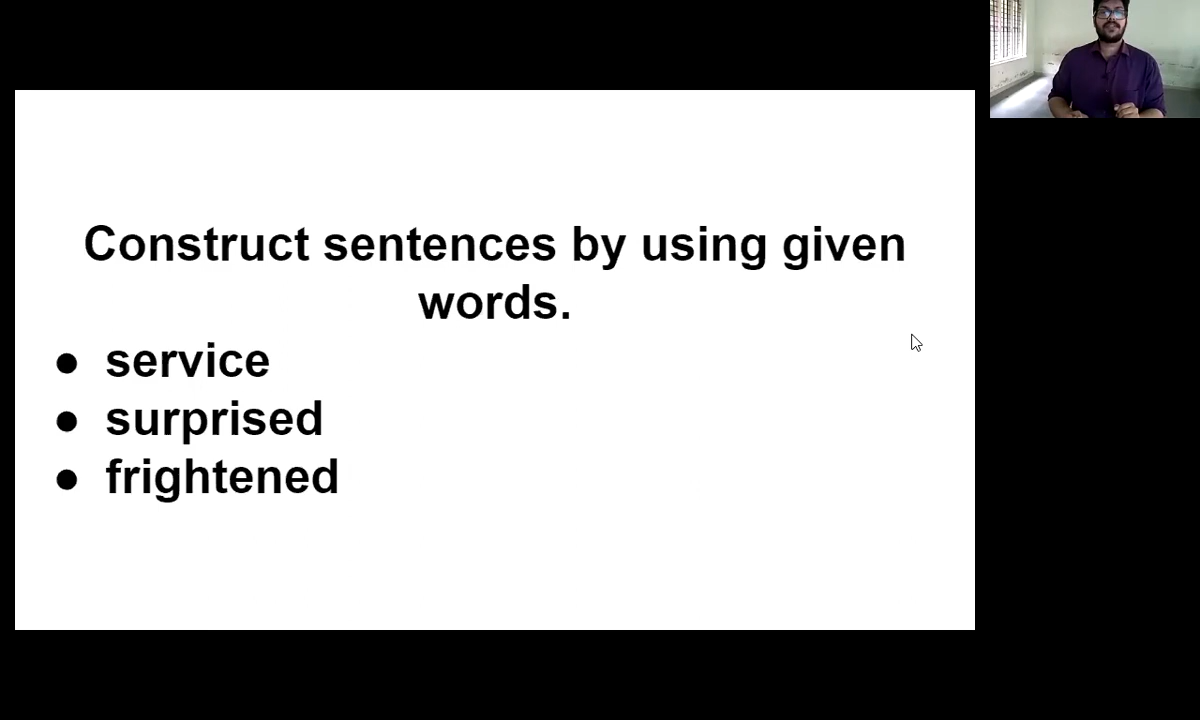 Construct sentences by using given
words.
● service
● surprised
● frightened